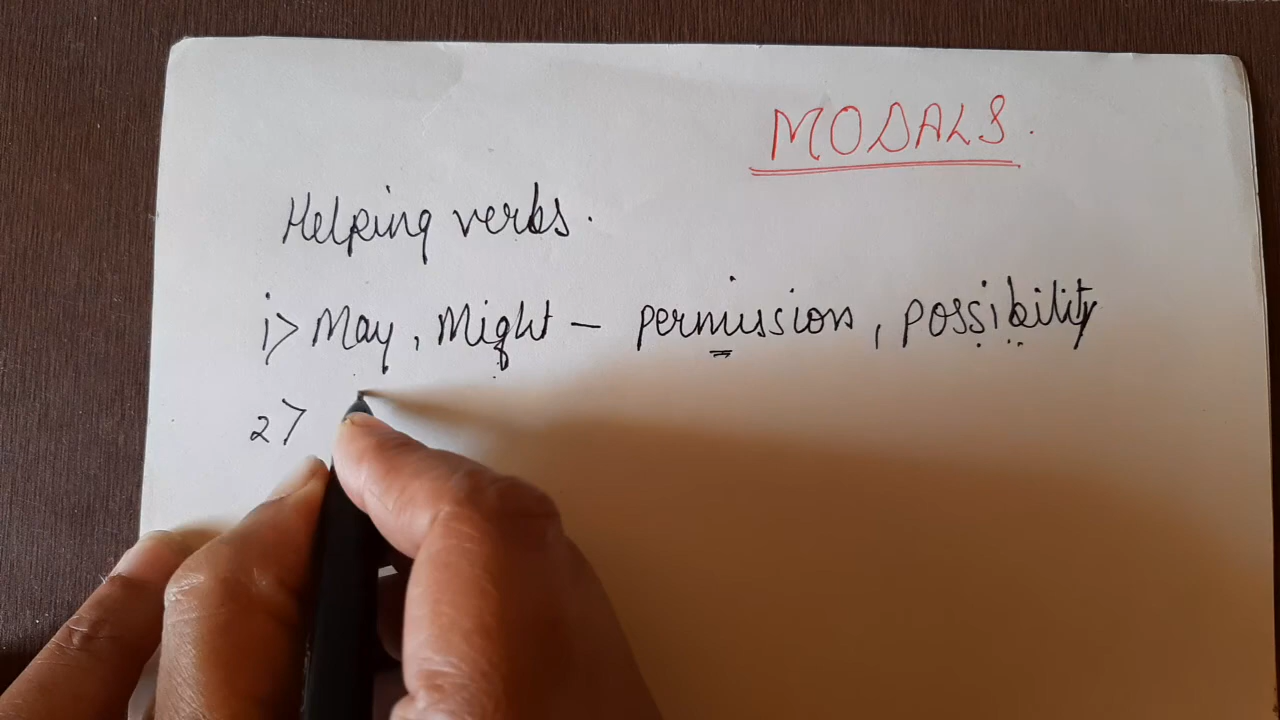 MODALS.
Helping verbs.
1> May, Might - permission, possibility
2>